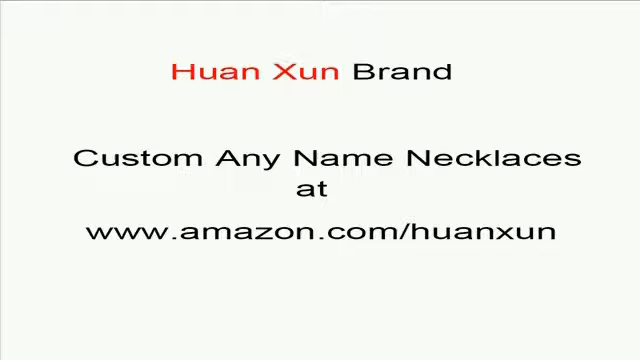 Huan Xun Brand
Custom Any Name Necklaces
at
www.amazon.com/huanxun